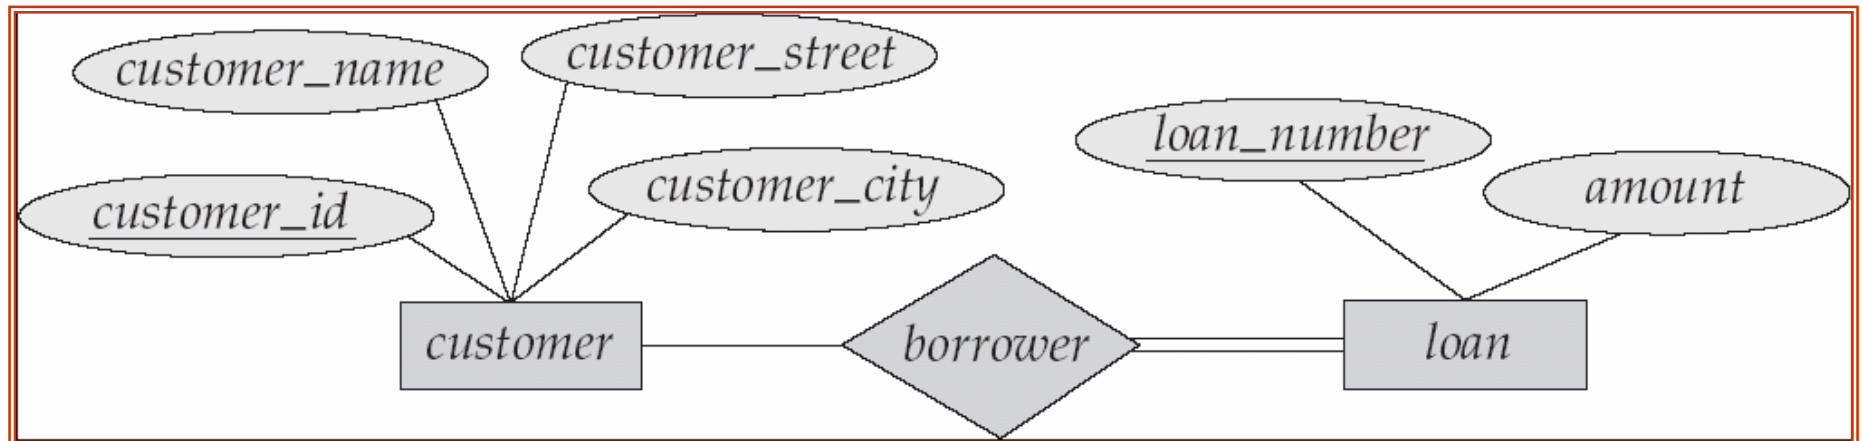 customer_name
customer_street
loan_number
customer_id
customer_city
amount
customer
borrower
loan